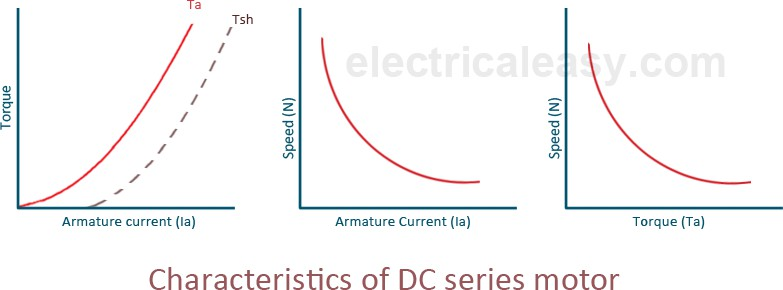 Ta
Tsh
electricaleasy.com
Torque
Speed (N)
Speed (N)
Armature current (Ia)
Armature Current (Ia)
Torque (Ta)
Characteristics of DC series motor